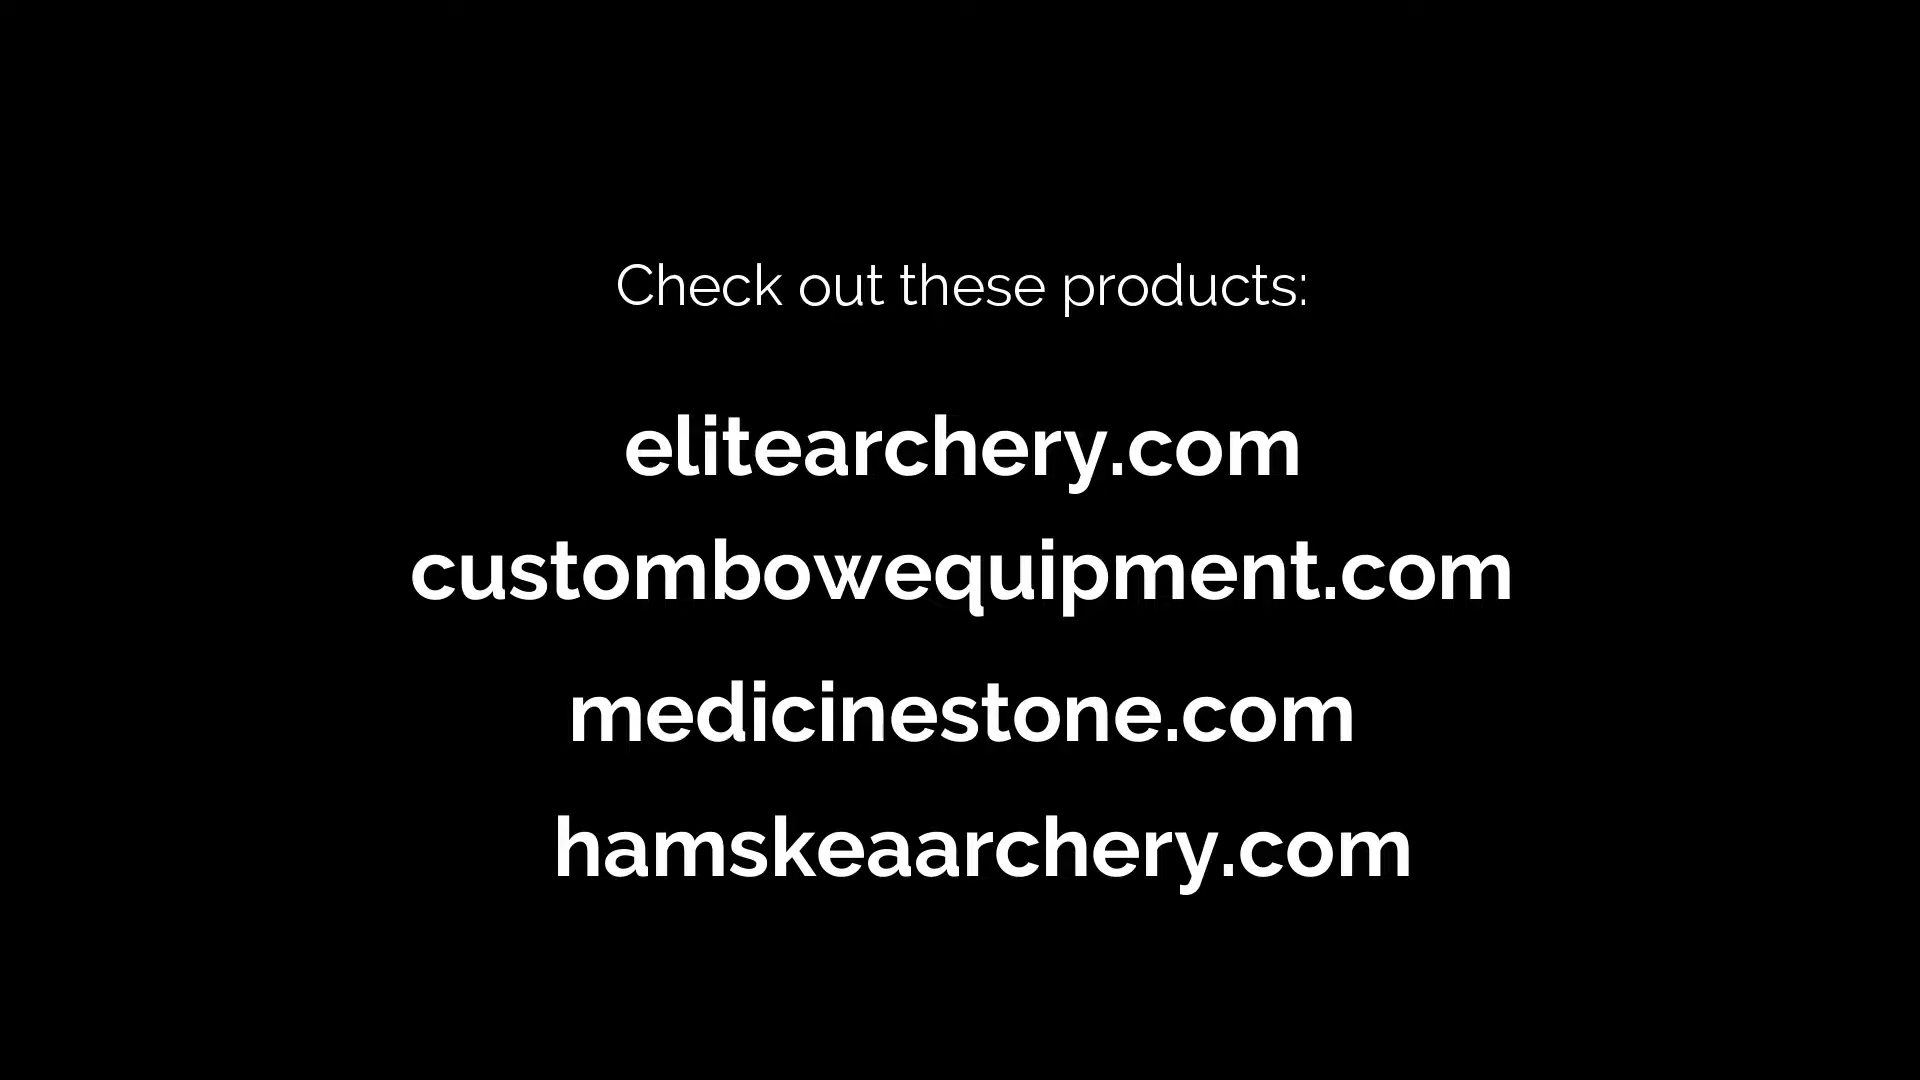 Check out these products:
elitearchery.com
custombowequipment.com
medicinestone.com
hamskeaarchery.com